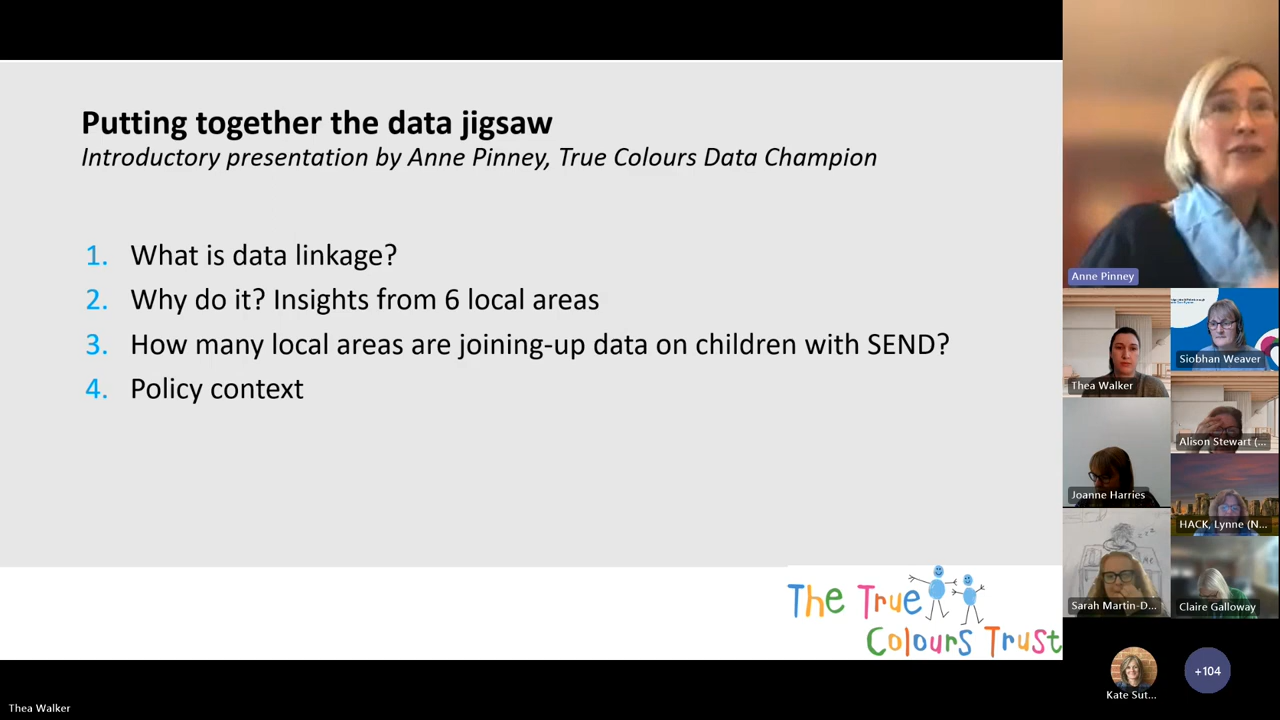 Putting together the data jigsaw
Introductory presentation by Anne Pinney, True Colours Data Champion
1. What is data linkage?
2. Why do it? Insights from 6 local areas
3. How many local areas are joining-up data on children with SEND?
4. Policy context
The True
Colours Trust
Anne Pinney
Thea Walker
Siobhan Weaver
Alison Stewart (...
Joanne Harries
HACK, Lynne (N...
Sarah Martin-D...
Claire Galloway
Kate Sut...
+104
Thea Walker